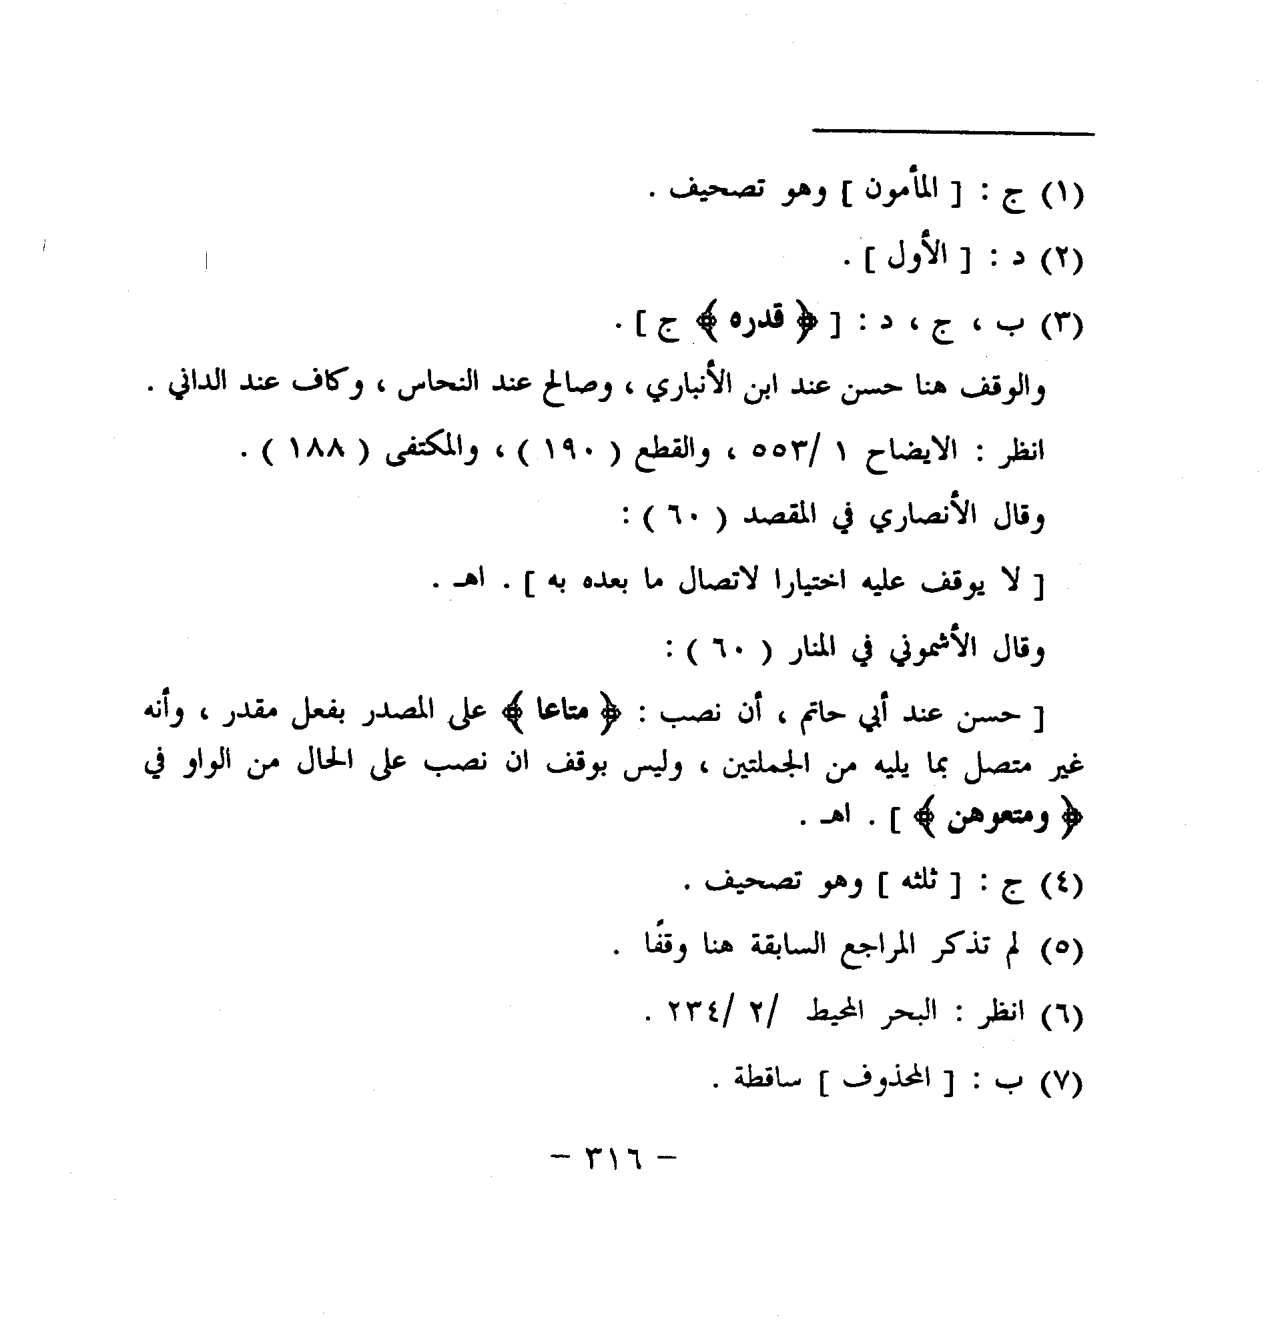 (١) ج : [ المأمون ] وهو تصحيف .
(٢) د : [ الأول ] .
(٣) ب ، ج ، د : [ ﴿ قدره ﴾ ج ] .
والوقف هنا حسن عند ابن الأنباري ، وصالح عند النحاس ، وكاف عند الداني .
انظر : الايضاح ١ /٥٥٣ ، والقطع ( ١٩٠ ) ، والمكتفى ( ١٨٨ ) .
وقال الأنصاري في المقصد ( ٦٠ ) :
[ لا يوقف عليه اختيارا لاتصال ما بعده به ] . اهـ .
وقال الأشموني في المنار ( ٦٠ ) :
[ حسن عند أبي حاتم ، أن نصب : ﴿ متاعا ﴾ على المصدر بفعل مقدر ، وأنه
غير متصل بما يليه من الجملتين ، وليس بوقف ان نصب على الحال من الواو في
﴿ ومتعوهن ﴾ ] . اهـ .
(٤) ج : [ ثلثه ] وهو تصحيف .
(٥) لم تذكر المراجع السابقة هنا وقفًا .
(٦) انظر : البحر المحيط /٢ /٢٣٤ .
(٧) ب : [ المحذوف ] ساقطة .
— ٣١٦ —